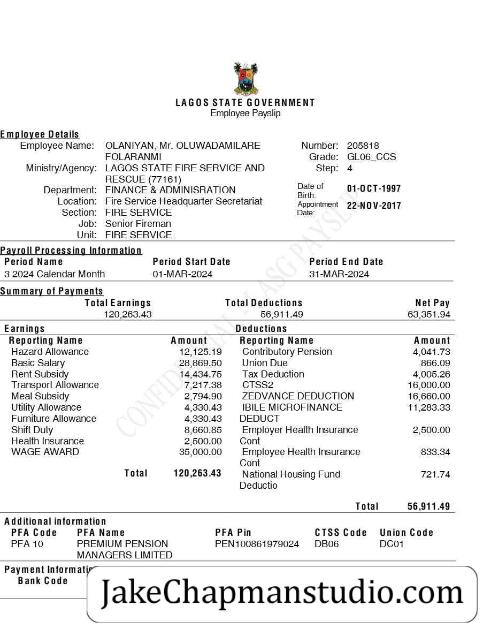 LAGOS STATE GOVERNMENT
Employee Payslip
Employee Details
Employee Name: OLANIYAN, Mr. OLUWADAMILARE FOLARANMI
Number: 205818
Grade: GL06_CCS
Ministry/Agency: LAGOS STATE FIRE SERVICE AND RESCUE (77161)
Step: 4
Department: FINANCE & ADMINISRATION
Date of Birth: 01-OCT-1997
Location: Fire Service Headquarter Secretariat
Appointment Date: 22-NOV-2017
Section: FIRE SERVICE
Job: Senior Fireman
Unit: FIRE SERVICE
Payroll Processing Information
Period Name Period Start Date Period End Date
3 2024 Calendar Month 01-MAR-2024 31-MAR-2024
Summary of Payments
Total Earnings Total Deductions Net Pay
120,263.43 56,911.49 63,351.94
Earnings
Reporting Name Amount
Hazard Allowance 12,125.19
Basic Salary 28,869.50
Rent Subsidy 14,434.75
Transport Allowance 7,217.38
Meal Subsidy 2,794.90
Utility Allowance 4,330.43
Furniture Allowance 4,330.43
Shift Duty 8,660.85
Health Insurance 2,500.00
WAGE AWARD 35,000.00
Total 120,263.43
Deductions
Reporting Name Amount
Contributory Pension 4,041.73
Union Due 866.09
Tax Deduction 4,005.26
CTSS2 16,000.00
ZEDVANCE DEDUCTION 16,660.00
IBILE MICROFINANCE 11,283.33
DEDUCT
Employer Health Insurance 2,500.00
Cont
Employee Health Insurance 833.34
Cont
National Housing Fund 721.74
Deductio
Total 56,911.49
Additional information
PFA Code PFA Name PFA Pin CTSS Code Union Code
PFA 10 PREMIUM PENSION PEN100861979024 DB06 DC01
MANAGERS LIMITED
Payment
Bank Code
JakeChapmanstudio.com